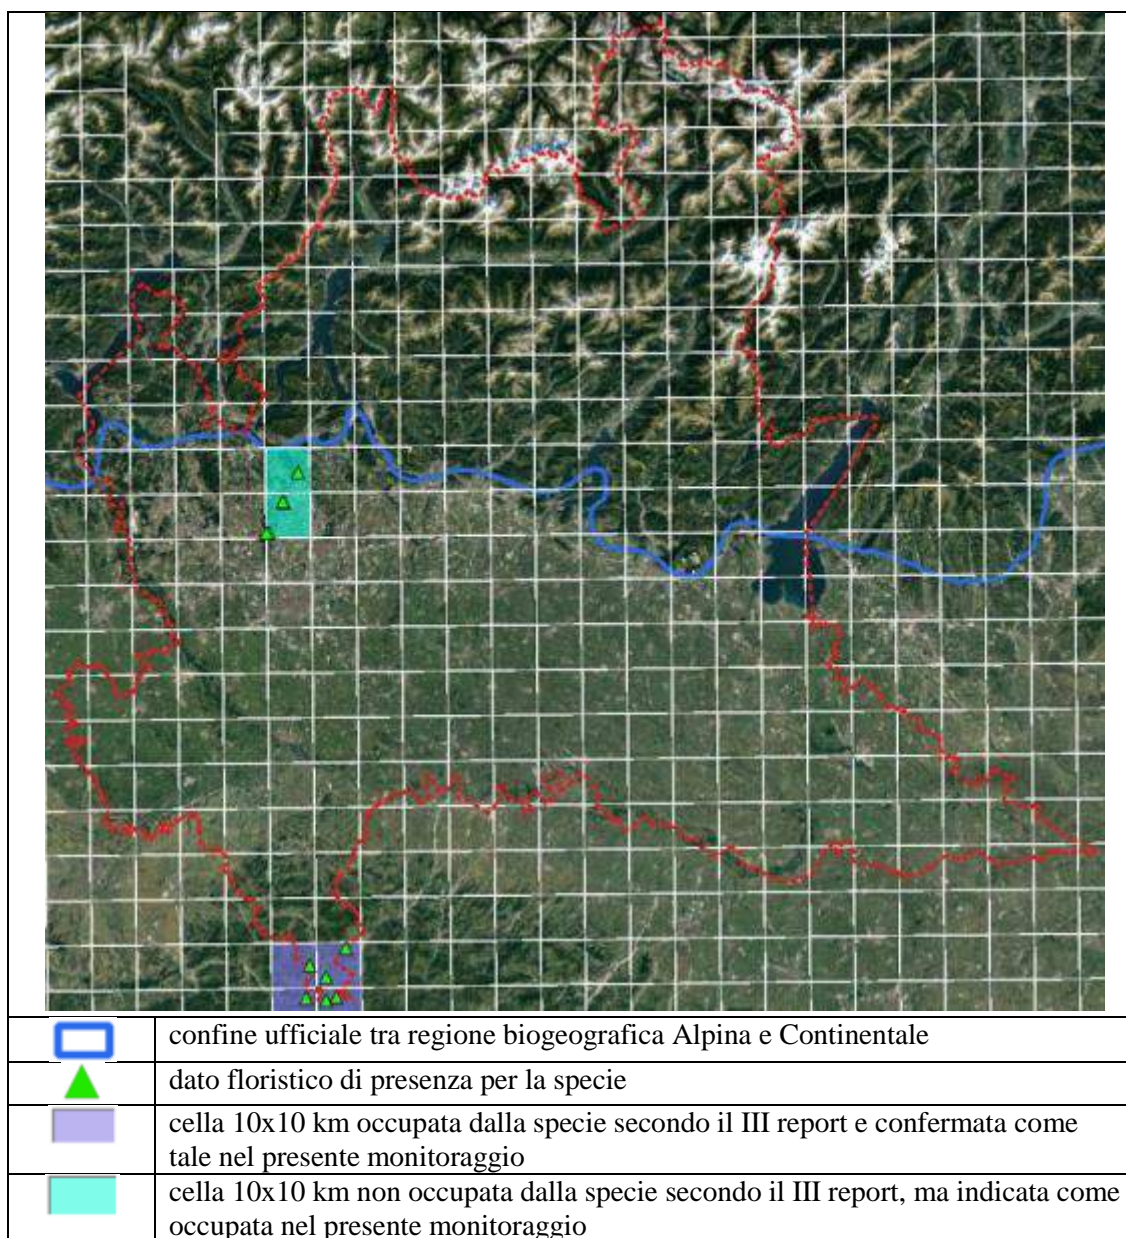 confine ufficiale tra regione biogeografica Alpina e Continentale
dato floristico di presenza per la specie
cella 10x10 km occupata dalla specie secondo il III report e confermata come
tale nel presente monitoraggio
cella 10x10 km non occupata dalla specie secondo il III report, ma indicata come
occupata nel presente monitoraggio